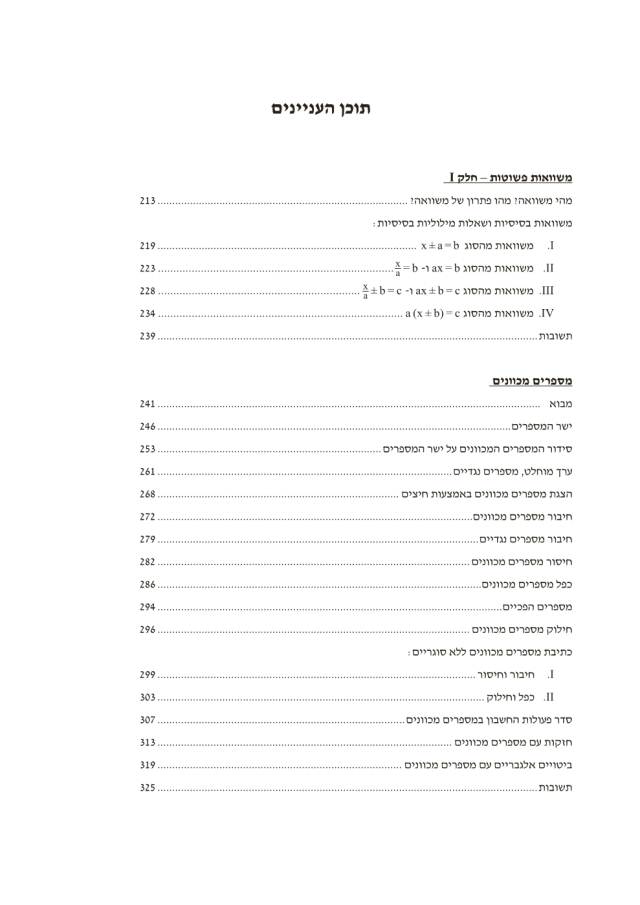 תוכן העניינים
משוואות פשוטות – חלק I
מהי משוואה? מהו פתרון של משוואה? ........ 213
משוואות בסיסיות ושאלות מילוליות בסיסיות:
I. משוואות מהסוג x ± a = b ........ 219
II. משוואות מהסוג ax = b ו- x/a = b ........ 223
III. משוואות מהסוג ax ± b = c ו- x/a ± b = c ........ 228
IV. משוואות מהסוג a (x ± b) = c ........ 234
תשובות ........ 239
מספרים מכוונים
מבוא ........ 241
ישר המספרים ........ 246
סידור המספרים המכוונים על ישר המספרים ........ 253
ערך מוחלט, מספרים נגדיים ........ 261
הצגת מספרים מכוונים באמצעות חיצים ........ 268
חיבור מספרים מכוונים ........ 272
חיבור מספרים נגדיים ........ 279
חיסור מספרים מכוונים ........ 282
כפל מספרים מכוונים ........ 286
מספרים הפכיים ........ 294
חילוק מספרים מכוונים ........ 296
כתיבת מספרים מכוונים ללא סוגריים:
I. חיבור וחיסור ........ 299
II. כפל וחילוק ........ 303
סדר פעולות החשבון במספרים מכוונים ........ 307
חזקות עם מספרים מכוונים ........ 313
ביטויים אלגבריים עם מספרים מכוונים ........ 319
תשובות ........ 325